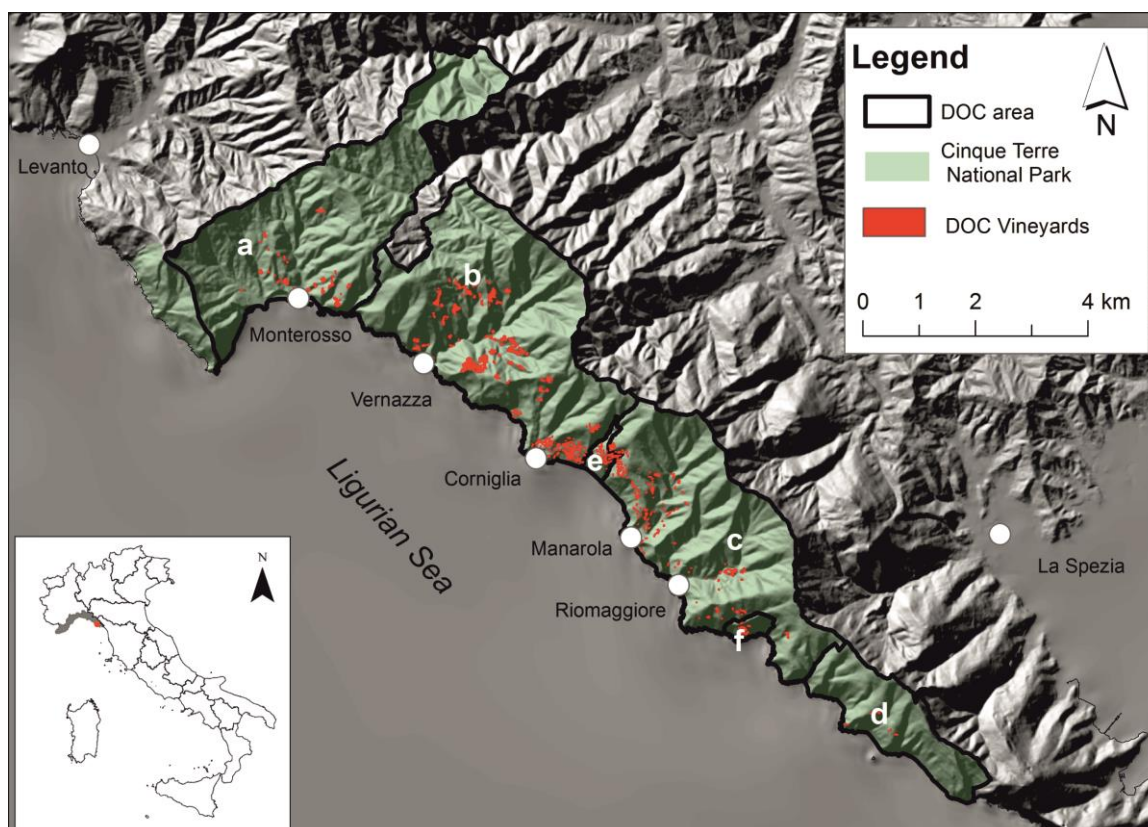 Legend
DOC area
Cinque Terre
National Park
DOC Vineyards
N
0 1 2 4 km
Levanto
a
b
Monterosso
Vernazza
Corniglia
e
Ligurian Sea
Manarola
c
La Spezia
Riomaggiore
f
d
N